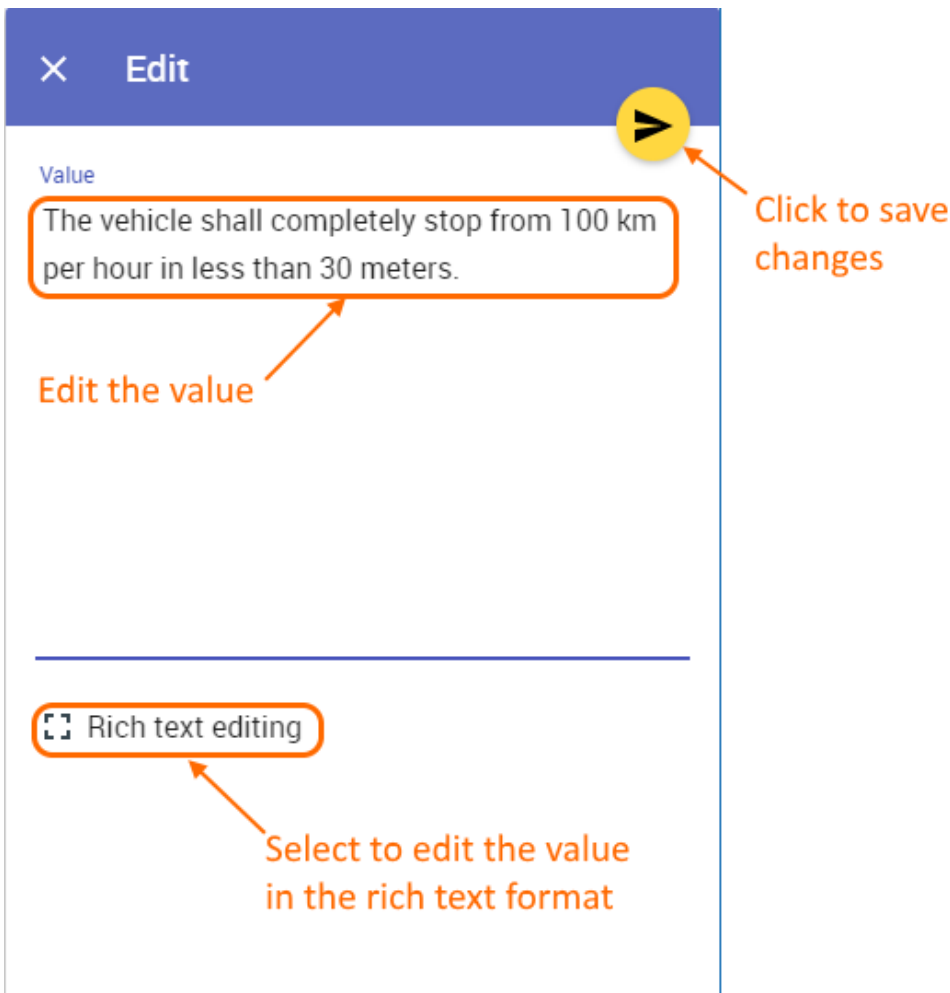 Edit
Value
The vehicle shall completely stop from 100 km
per hour in less than 30 meters.
Click to save
changes
Edit the value
Rich text editing
Select to edit the value
in the rich text format